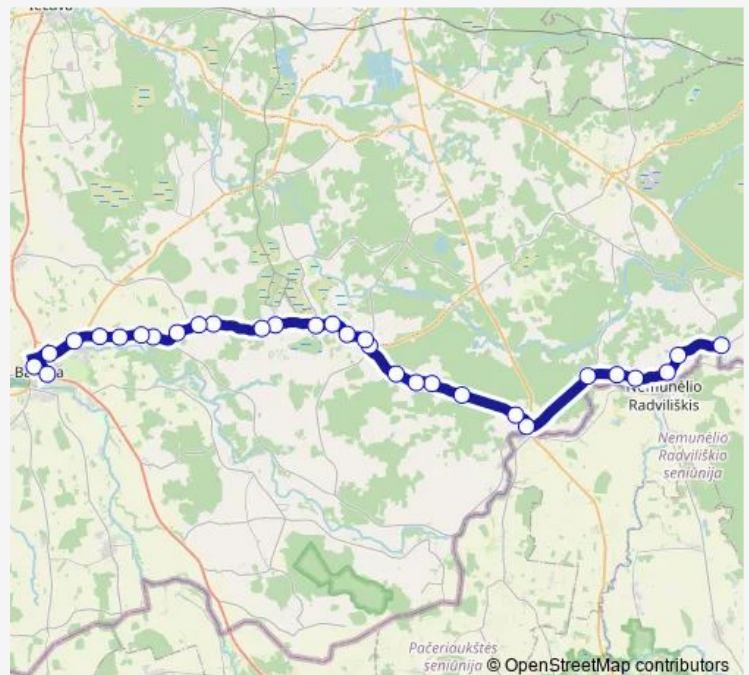 Nemunėlio
Radviliškis
Nemunėlio
Radviliškio
seniūnija
Pačeriaukštės
seniūnija
© OpenStreetMap contributors